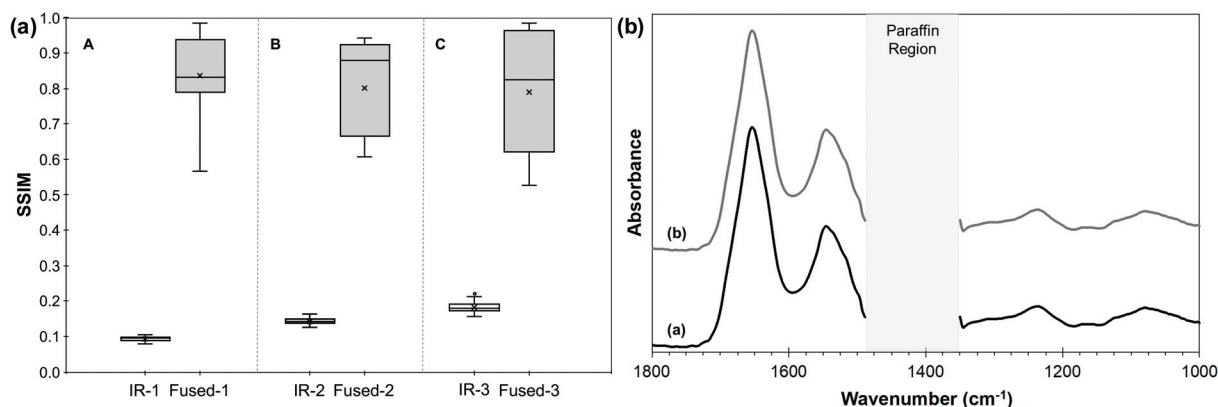 (a)
SSIM
1.0
0.9
0.8
0.7
0.6
0.5
0.4
0.3
0.2
0.1
0.0
A
B
C
IR-1 Fused-1 IR-2 Fused-2 IR-3 Fused-3
(b)
Absorbance
Paraffin
Region
(b)
(a)
1800 1600 1400 1200 1000
Wavenumber (cm⁻¹)